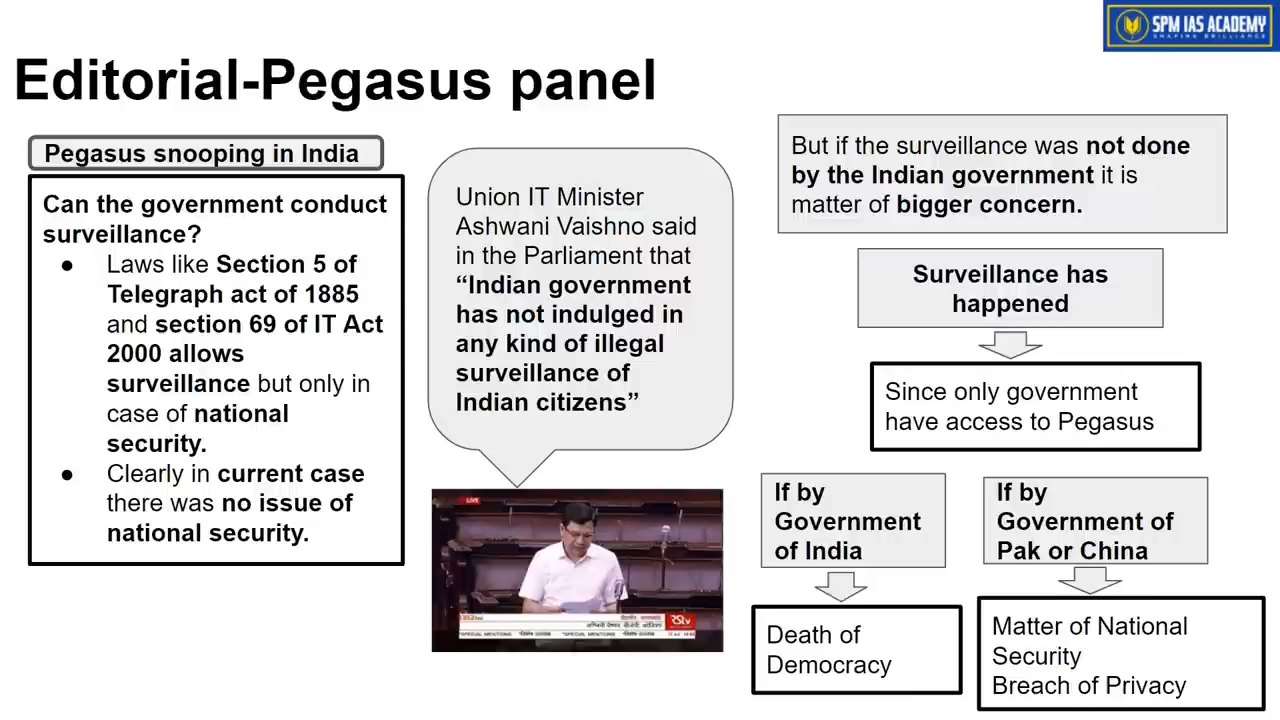 SPM IAS ACADEMY
SHAPING BRILLIANCE
Editorial-Pegasus panel
Pegasus snooping in India
Can the government conduct
surveillance?
● Laws like Section 5 of
Telegraph act of 1885
and section 69 of IT Act
2000 allows
surveillance but only in
case of national
security.
● Clearly in current case
there was no issue of
national security.
Union IT Minister
Ashwani Vaishno said
in the Parliament that
“Indian government
has not indulged in
any kind of illegal
surveillance of
Indian citizens”
LIVE
RSTV
But if the surveillance was not done
by the Indian government it is
matter of bigger concern.
Surveillance has
happened
Since only government
have access to Pegasus
If by
Government
of India
Death of
Democracy
If by
Government of
Pak or China
Matter of National
Security
Breach of Privacy